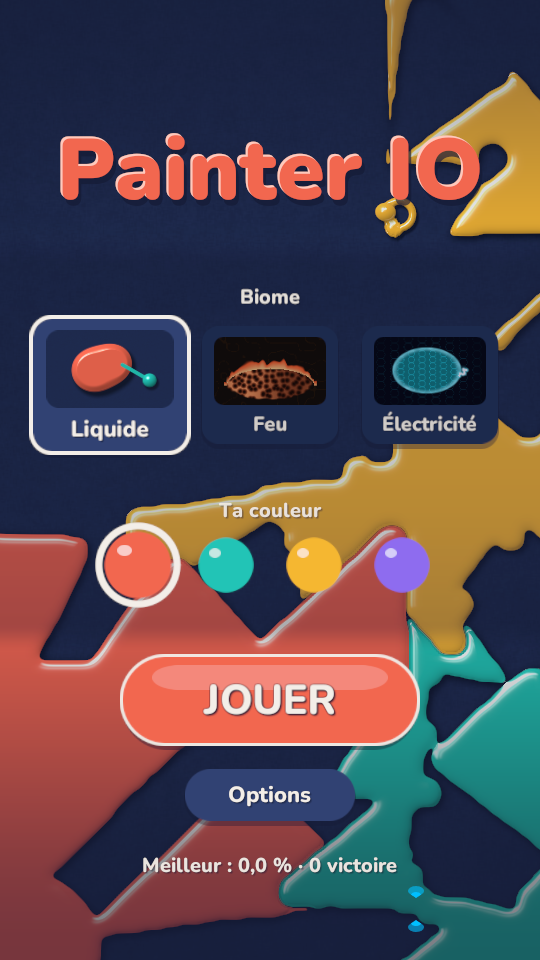 Painter IO
Biome
Liquide
Feu
Électricité
Ta couleur
JOUER
Options
Meilleur : 0,0 % · 0 victoire